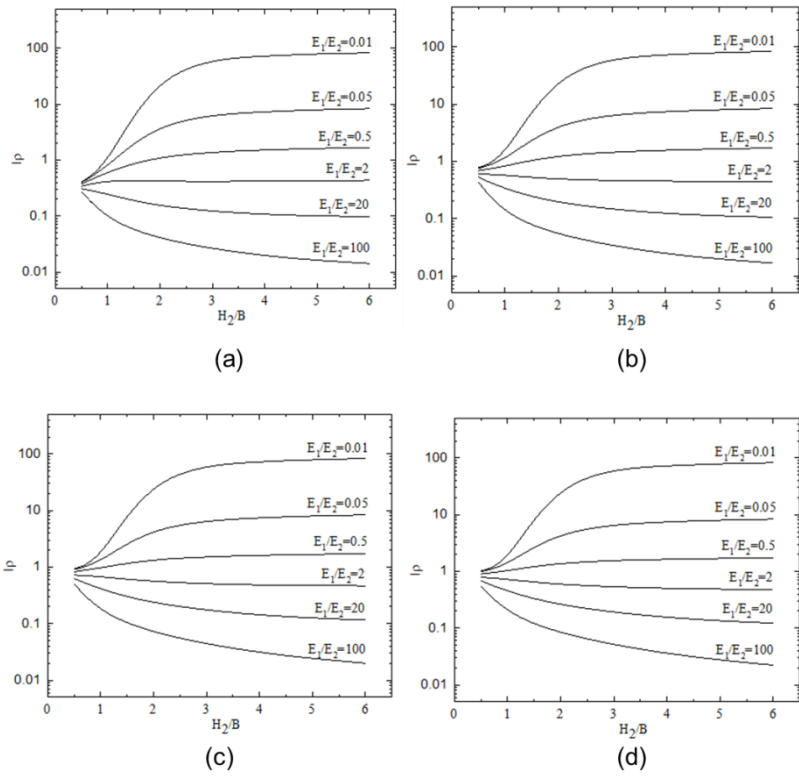 100
10
1
0.1
0.01
Iρ
E1/E2=0.01
E1/E2=0.05
E1/E2=0.5
E1/E2=2
E1/E2=20
E1/E2=100
0 1 2 3 4 5 6
H2/B
(a)
100
10
1
0.1
0.01
Iρ
E1/E2=0.01
E1/E2=0.05
E1/E2=0.5
E1/E2=2
E1/E2=20
E1/E2=100
0 1 2 3 4 5 6
H2/B
(b)
100
10
1
0.1
0.01
Iρ
E1/E2=0.01
E1/E2=0.05
E1/E2=0.5
E1/E2=2
E1/E2=20
E1/E2=100
0 1 2 3 4 5 6
H2/B
(c)
100
10
1
0.1
0.01
Iρ
E1/E2=0.01
E1/E2=0.05
E1/E2=0.5
E1/E2=2
E1/E2=20
E1/E2=100
0 1 2 3 4 5 6
H2/B
(d)